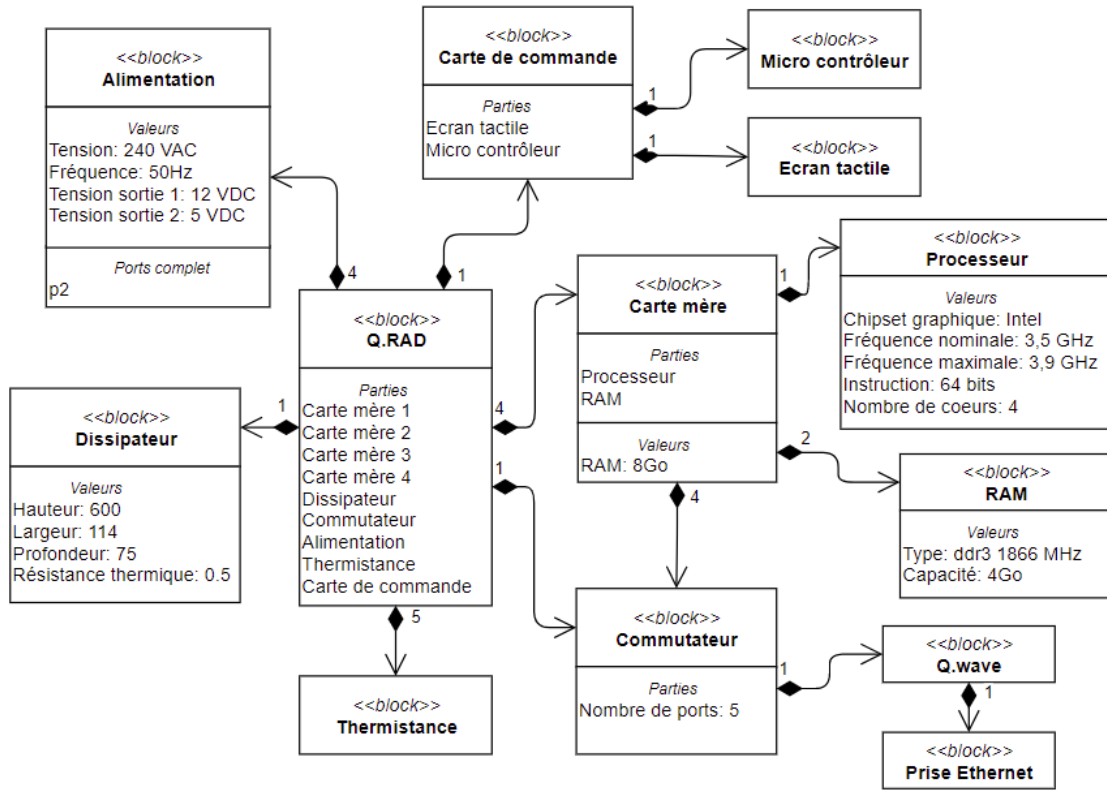 <<block>>
Alimentation
Valeurs
Tension: 240 VAC
Fréquence: 50Hz
Tension sortie 1: 12 VDC
Tension sortie 2: 5 VDC
Ports complet
p2
<<block>>
Carte de commande
Parties
Ecran tactile
Micro contrôleur
1
1
<<block>>
Micro contrôleur
<<block>>
Ecran tactile
4
1
<<block>>
Q.RAD
Parties
Carte mère 1
Carte mère 2
Carte mère 3
Carte mère 4
Dissipateur
Commutateur
Alimentation
Thermistance
Carte de commande
1
4
1
5
<<block>>
Dissipateur
Valeurs
Hauteur: 600
Largeur: 114
Profondeur: 75
Résistance thermique: 0.5
<<block>>
Carte mère
Parties
Processeur
RAM
Valeurs
RAM: 8Go
1
2
4
<<block>>
Processeur
Valeurs
Chipset graphique: Intel
Fréquence nominale: 3,5 GHz
Fréquence maximale: 3,9 GHz
Instruction: 64 bits
Nombre de coeurs: 4
<<block>>
RAM
Valeurs
Type: ddr3 1866 MHz
Capacité: 4Go
<<block>>
Thermistance
<<block>>
Commutateur
Parties
Nombre de ports: 5
1
<<block>>
Q.wave
1
<<block>>
Prise Ethernet